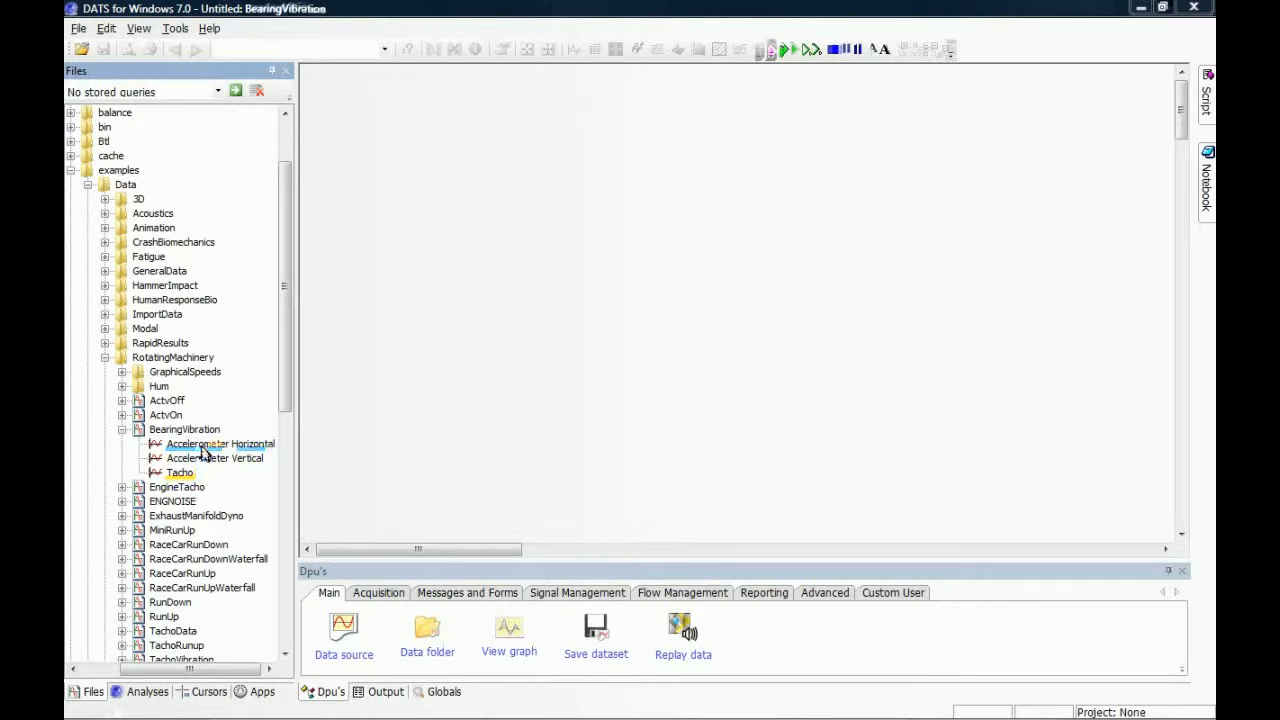 DATS for Windows 7.0 - Untitled: BearingVibration
File Edit View Tools Help
Files
No stored queries
balance
bin
Btl
cache
examples
Data
3D
Acoustics
Animation
CrashBiomechanics
Fatigue
GeneralData
HammerImpact
HumanResponseBio
ImportData
Modal
RapidResults
RotatingMachinery
GraphicalSpeeds
Hum
ActvOff
ActvOn
BearingVibration
Accelerometer Horizontal
Accelerometer Vertical
Tacho
EngineTacho
ENGNOISE
ExhaustManifoldDyno
MiniRunUp
RaceCarRunDown
RaceCarRunDownWaterfall
RaceCarRunUp
RaceCarRunUpWaterfall
RunDown
RunUp
TachoData
TachoRunup
TachoVibration
Files Analyses Cursors Apps
Script
Notebook
Dpu's
Main Acquisition Messages and Forms Signal Management Flow Management Reporting Advanced Custom User
Data source Data folder View graph Save dataset Replay data
Dpu's Output Globals
Project: None